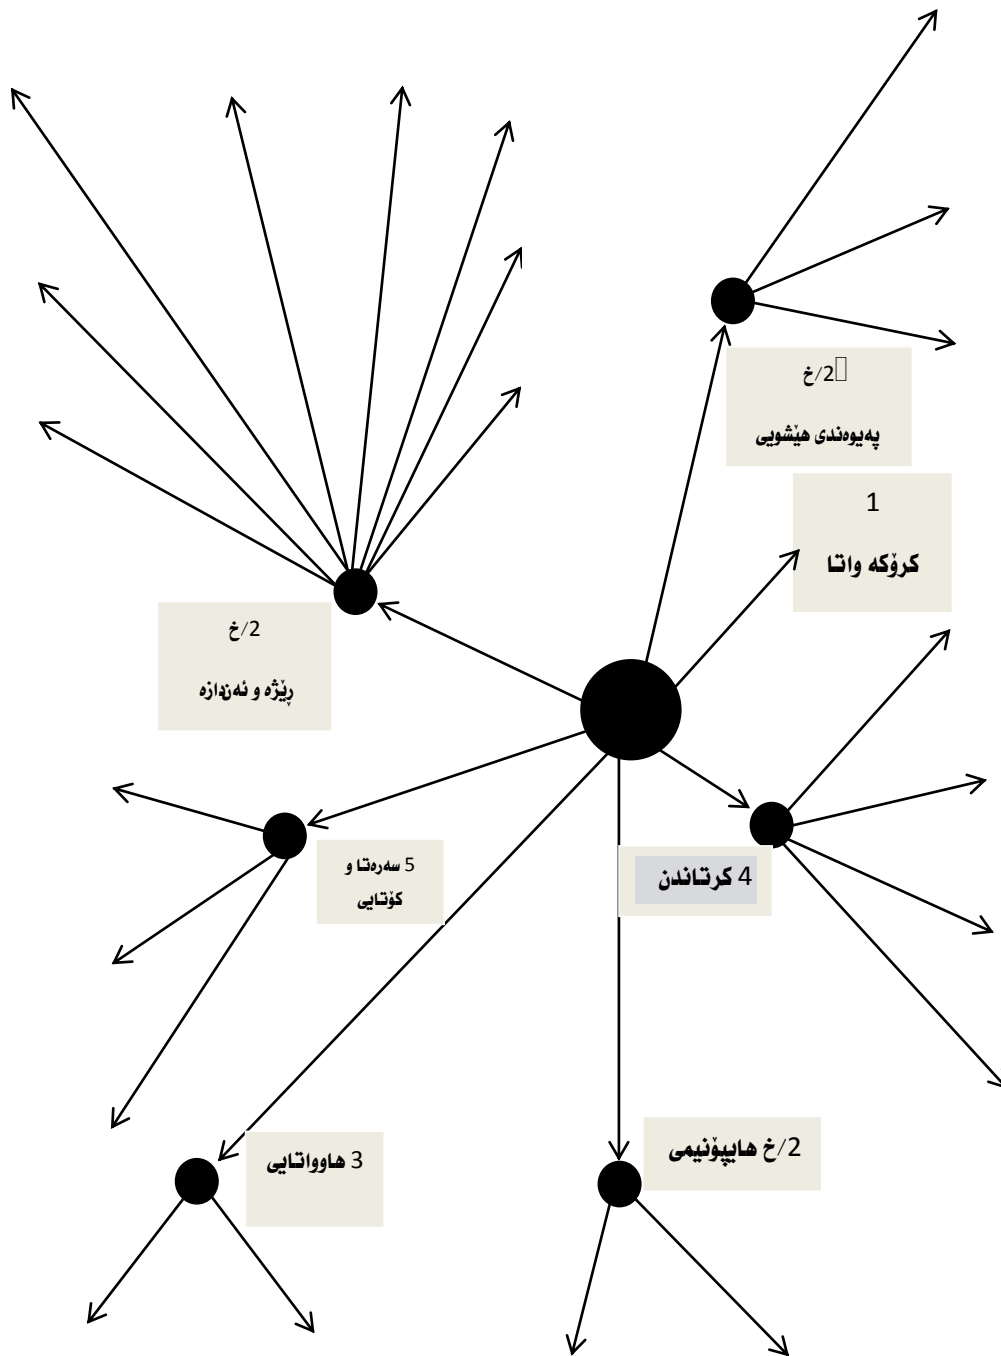 2/خ
پەیوەندی هێشویی
1
کرۆکە واتا
2/خ
ڕێژە و ئەندازە
5 سەرەتا و
کۆتایی
4 کرتاندن
2/خ هایپۆنیمی
3 هاوواتایی